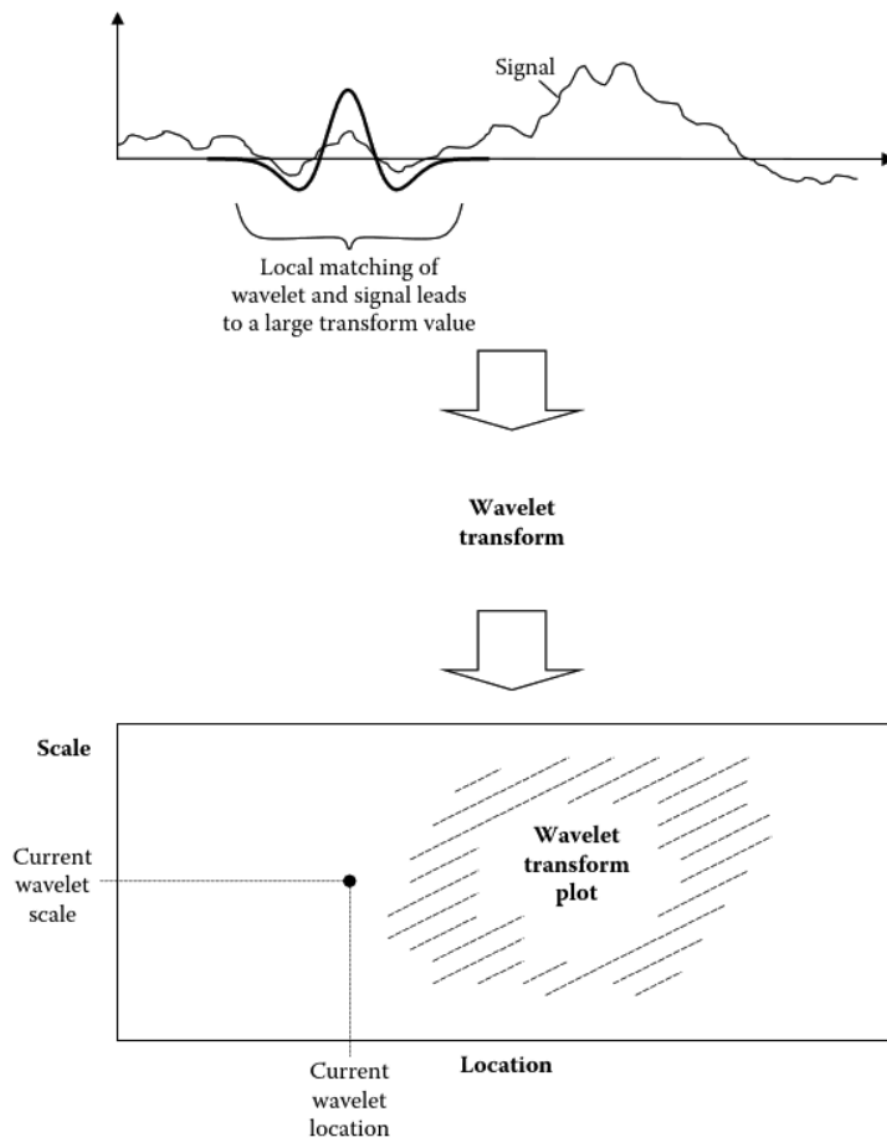 Signal
Local matching of
wavelet and signal leads
to a large transform value
Wavelet
transform
Scale
Wavelet
transform
plot
Current
wavelet
scale
Location
Current
wavelet
location